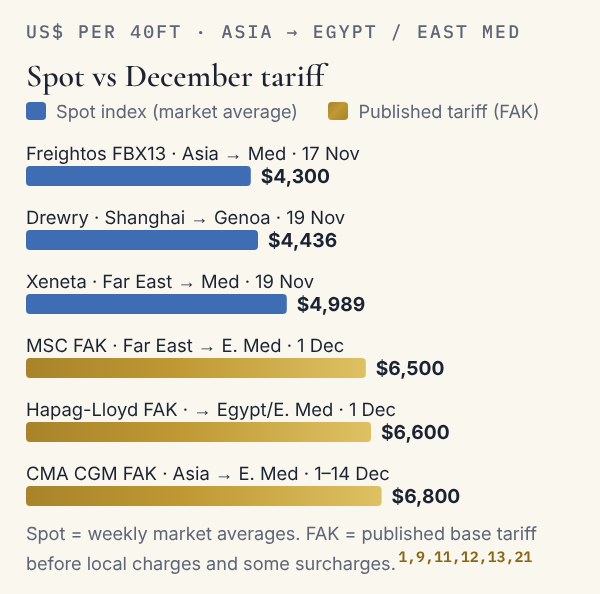 US$ PER 40FT · ASIA → EGYPT / EAST MED
Spot vs December tariff
Spot index (market average) Published tariff (FAK)
Freightos FBX13 · Asia → Med · 17 Nov
$4,300
Drewry · Shanghai → Genoa · 19 Nov
$4,436
Xeneta · Far East → Med · 19 Nov
$4,989
MSC FAK · Far East → E. Med · 1 Dec
$6,500
Hapag-Lloyd FAK · → Egypt/E. Med · 1 Dec
$6,600
CMA CGM FAK · Asia → E. Med · 1–14 Dec
$6,800
Spot = weekly market averages. FAK = published base tariff
before local charges and some surcharges.1,9,11,12,13,21